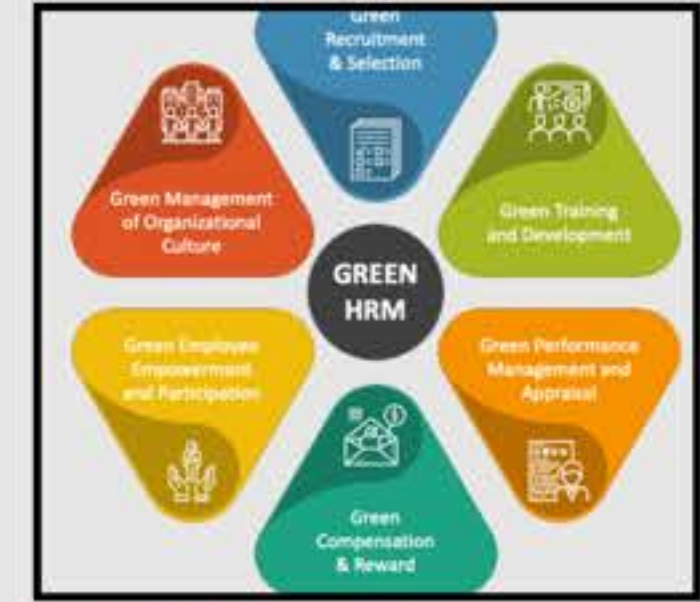 Green
Recruitment
& Selection
Green Management
of Organizational
Culture
Green Training
and Development
GREEN
HRM
Green Employee
Empowerment
and Participation
Green Performance
Management and
Appraisal
Green
Compensation
& Reward